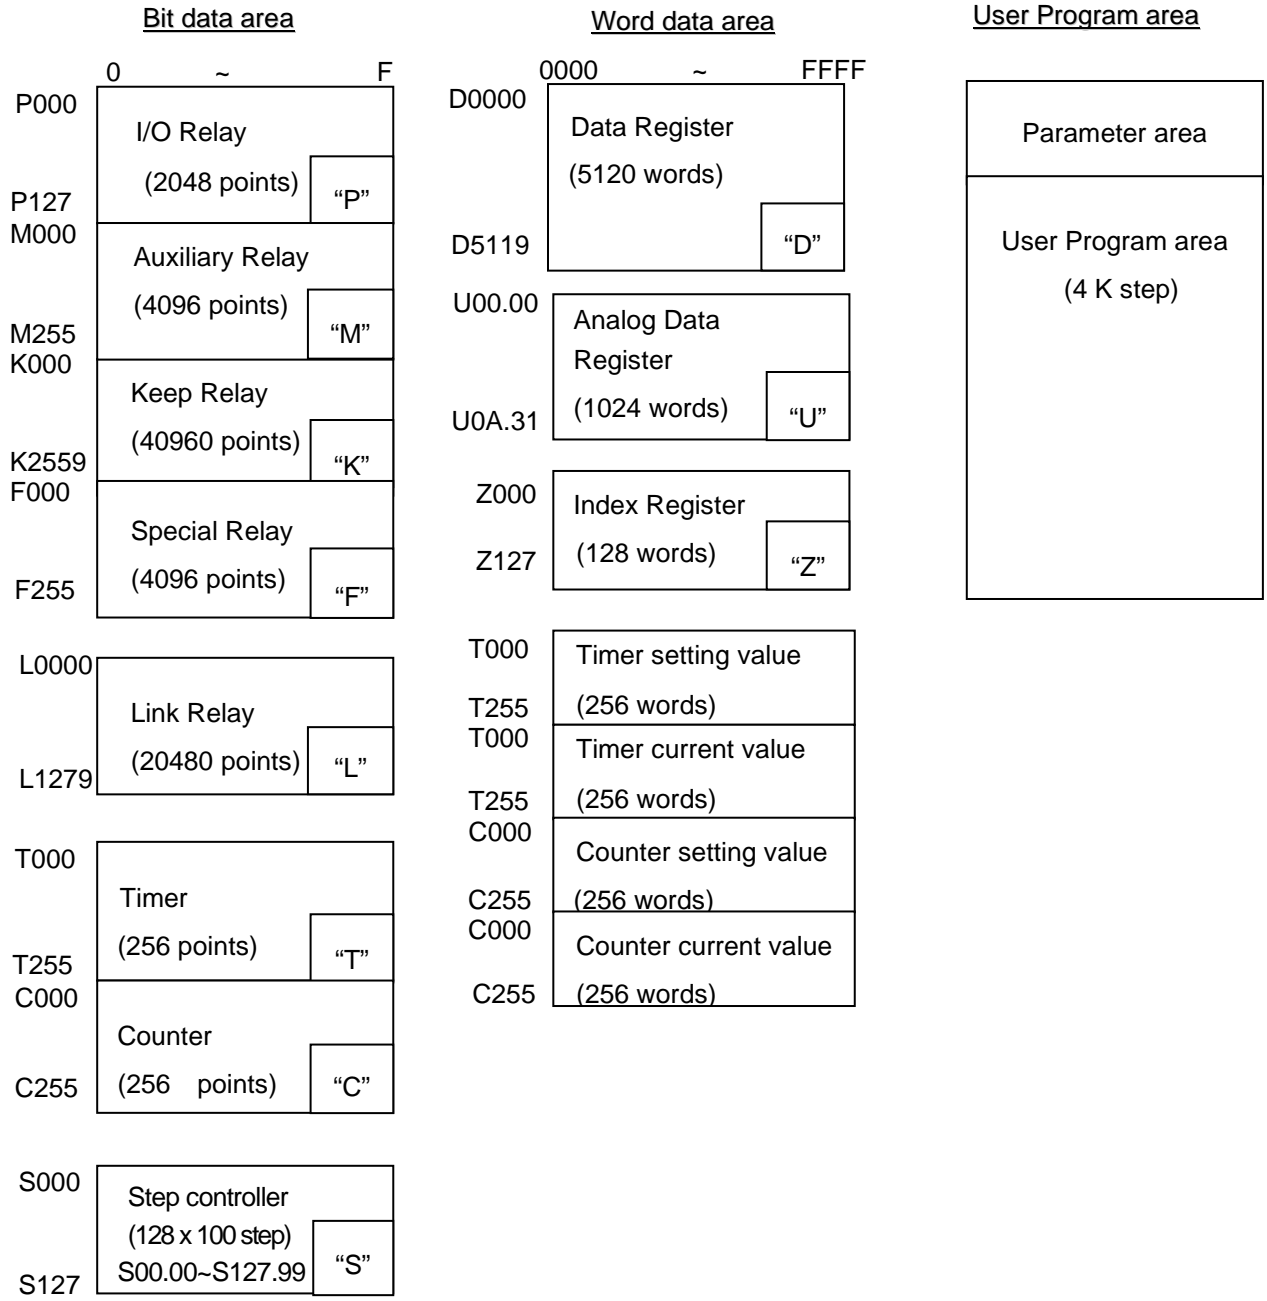 Bit data area
0 ~ F
P000
I/O Relay
(2048 points)
"P"
P127
M000
Auxiliary Relay
(4096 points)
"M"
M255
K000
Keep Relay
(40960 points)
"K"
K2559
F000
Special Relay
(4096 points)
"F"
F255
L0000
Link Relay
(20480 points)
"L"
L1279
T000
Timer
(256 points)
"T"
T255
C000
Counter
(256 points)
"C"
C255
S000
Step controller
(128 x 100 step)
S00.00~S127.99
"S"
S127
Word data area
0000 ~ FFFF
D0000
Data Register
(5120 words)
"D"
D5119
U00.00
Analog Data
Register
(1024 words)
"U"
U0A.31
Z000
Index Register
(128 words)
"Z"
Z127
T000
Timer setting value
T255
(256 words)
T000
Timer current value
T255
(256 words)
C000
Counter setting value
C255
(256 words)
C000
Counter current value
C255
(256 words)
User Program area
Parameter area
User Program area
(4 K step)